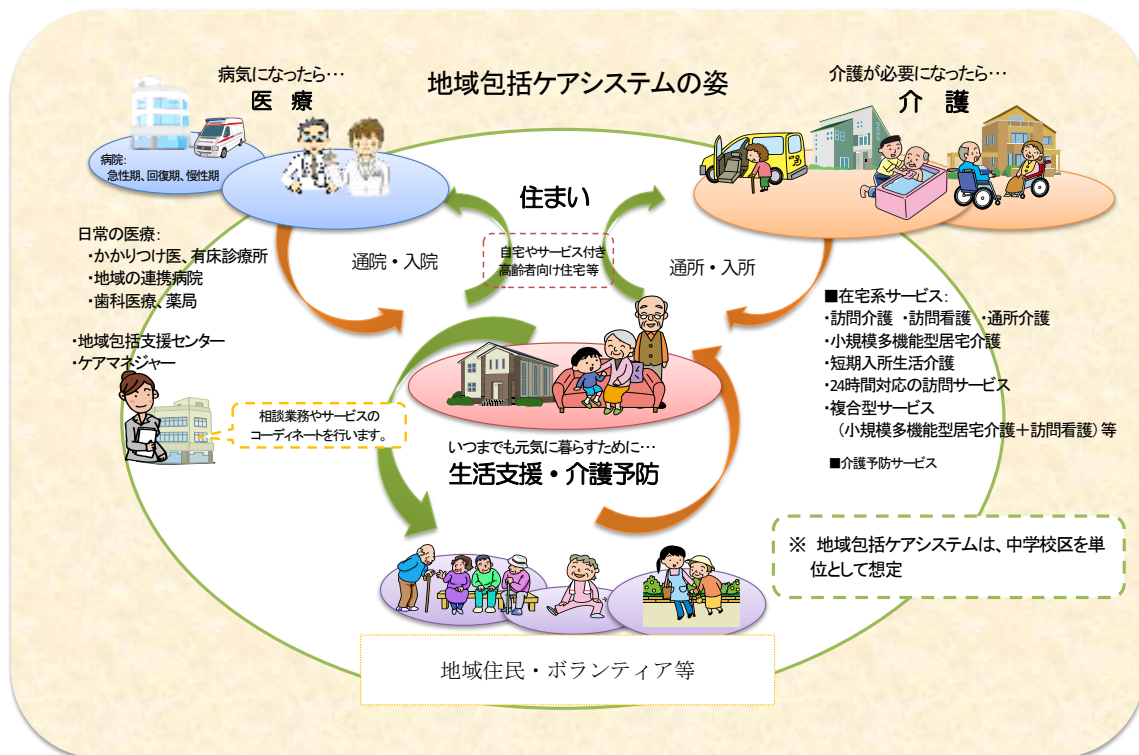 地域包括ケアシステムの姿
病気になったら…
医 療
病院:
急性期、回復期、慢性期
日常の医療:
・かかりつけ医、有床診療所
・地域の連携病院
・歯科医療、薬局
・地域包括支援センター
・ケアマネジャー
相談業務やサービスの
コーディネートを行います。
通院・入院
住まい
自宅やサービス付き
高齢者向け住宅等
通所・入所
介護が必要になったら…
介 護
■在宅系サービス:
・訪問介護 ・訪問看護 ・通所介護
・小規模多機能型居宅介護
・短期入所生活介護
・24時間対応の訪問サービス
・複合型サービス
(小規模多機能型居宅介護+訪問看護)等
■介護予防サービス
いつまでも元気に暮らすために…
生活支援・介護予防
※ 地域包括ケアシステムは、中学校区を単
位として想定
地域住民・ボランティア等